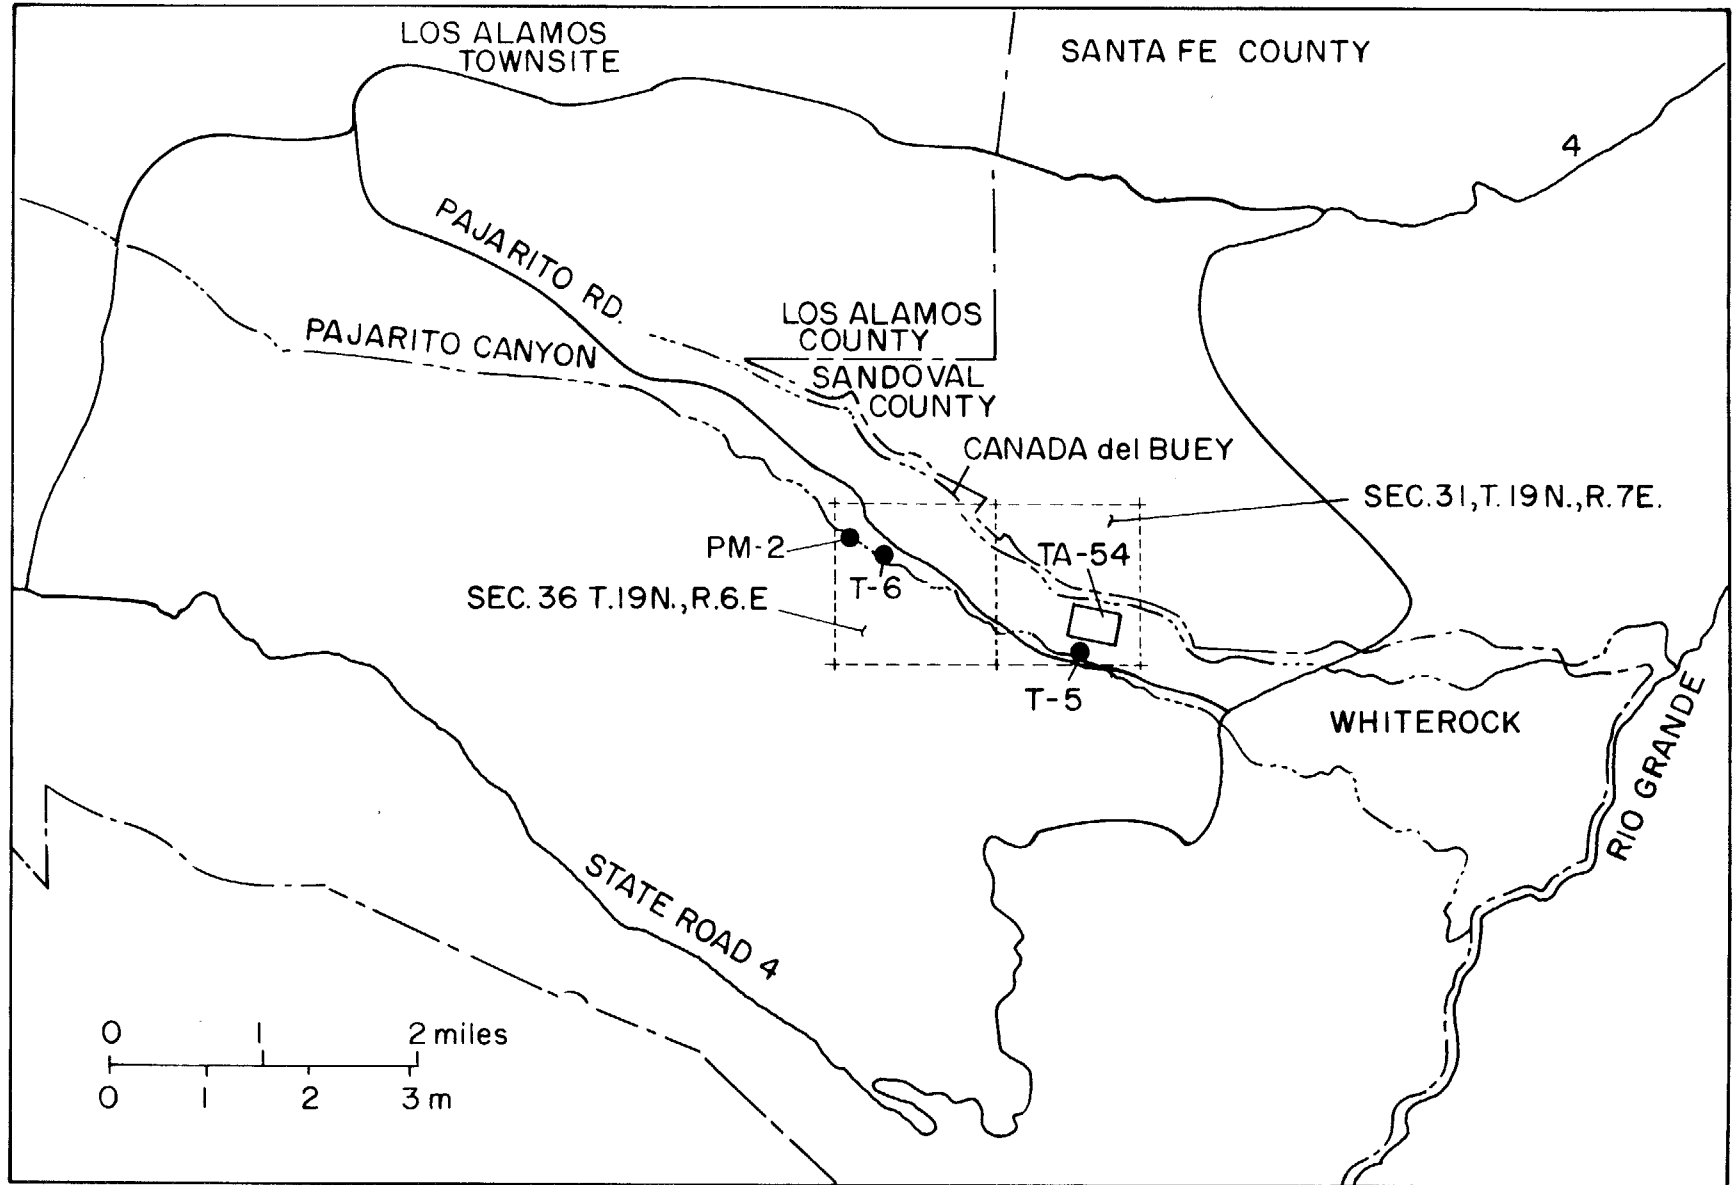 LOS ALAMOS
TOWNSITE
SANTA FE COUNTY
4
PAJARITO RD.
PAJARITO CANYON
LOS ALAMOS
COUNTY
SANDOVAL
COUNTY
CANADA del BUEY
SEC. 31, T. 19 N., R. 7E.
PM-2
T-6
TA-54
SEC. 36 T. 19 N., R. 6. E
T-5
WHITEROCK
RIO GRANDE
STATE ROAD 4
0 1 2 miles
0 1 2 3 m